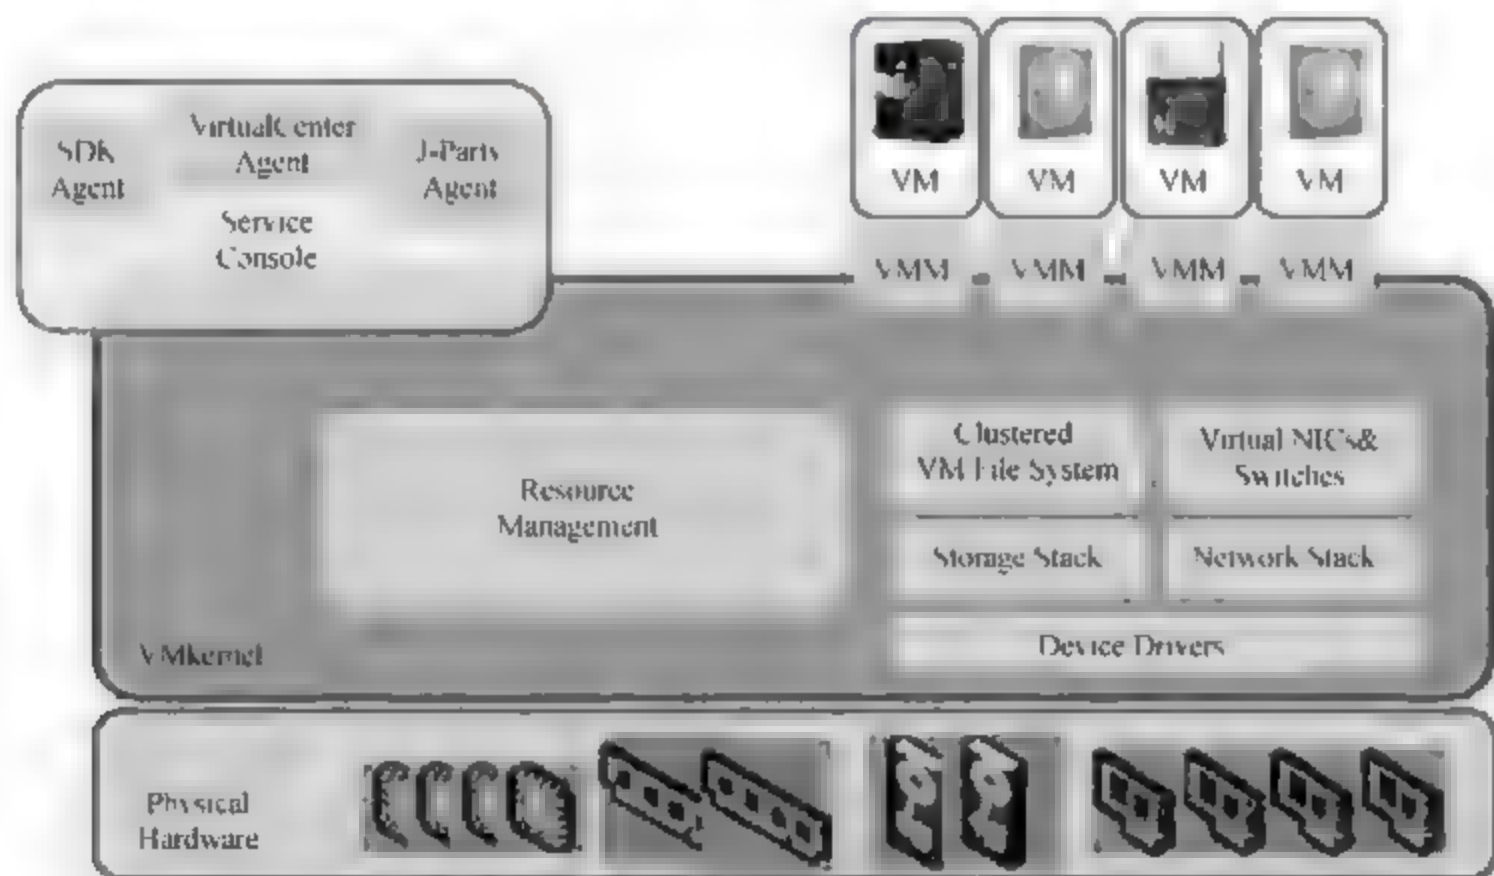 SDK
Agent
VirtualCenter
Agent
J-Party
Agent
Service
Console
VM
VM
VM
VM
VMM
VMM
VMM
VMM
Resource
Management
Clustered
VM File System
Virtual NICs&
Switches
Storage Stack
Network Stack
Device Drivers
VMkernel
Physical
Hardware